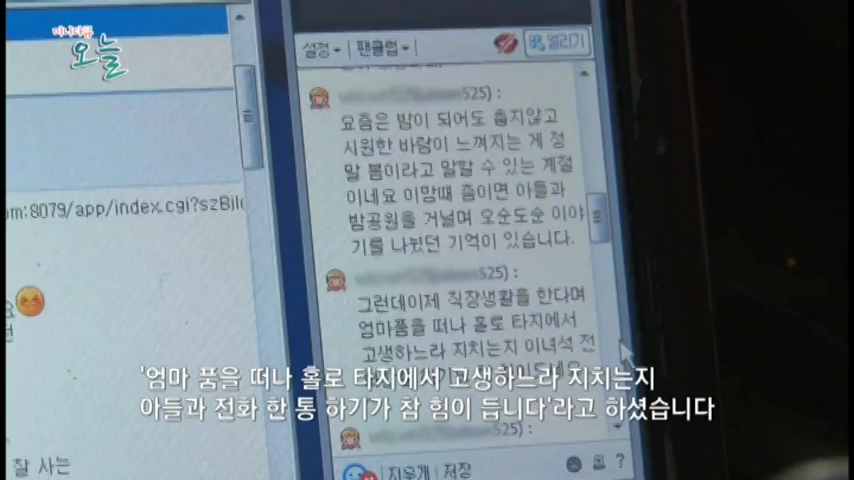 미니다큐
오늘
설정
팬클럽
열리기
525) :
요즘은 밤이 되어도 춥지않고
시원한 바람이 느껴지는 게 정
말 봄이라고 말할 수 있는 계절
이네요 이맘때 즘이면 아들과
밤공원을 거닐며 오순도순 이야
기를 나눴던 기억이 있습니다.
525) :
그런데이제 직장생활을 한다며
엄마품을 떠나 홀로 타지에서
고생하느라 지치는지 이녀석 전
om:8079/app/index.cgi?szBjId
'엄마 품을 떠나 홀로 타지에서 고생하느라 지치는지
아들과 전화 한 통 하기가 참 힘이 듭니다'라고 하셨습니다
525) :
잘 사는
지우개 | 저장
?